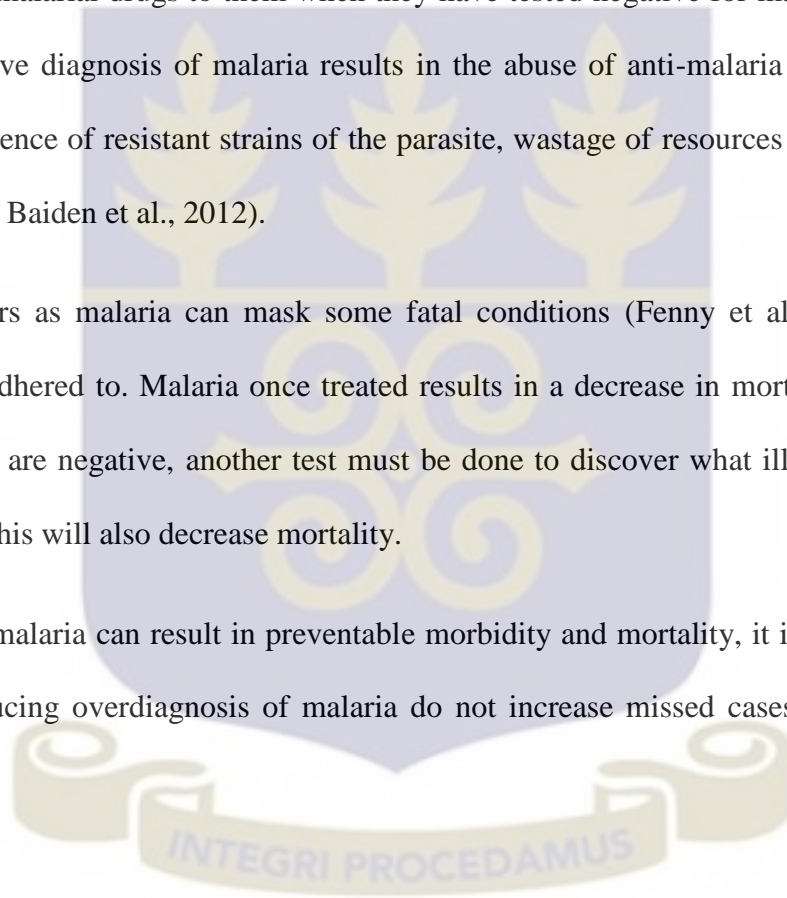 malarial drugs to them when they have tested negative for
ve diagnosis of malaria results in the abuse of anti-malaria
ence of resistant strains of the parasite, wastage of resources
Baiden et al., 2012).
rs as malaria can mask some fatal conditions (Fenny et al
dhered to. Malaria once treated results in a decrease in mort
are negative, another test must be done to discover what ill
his will also decrease mortality.
malaria can result in preventable morbidity and mortality, it i
ucing overdiagnosis of malaria do not increase missed cases
INTEGRI PROCEDAMUS